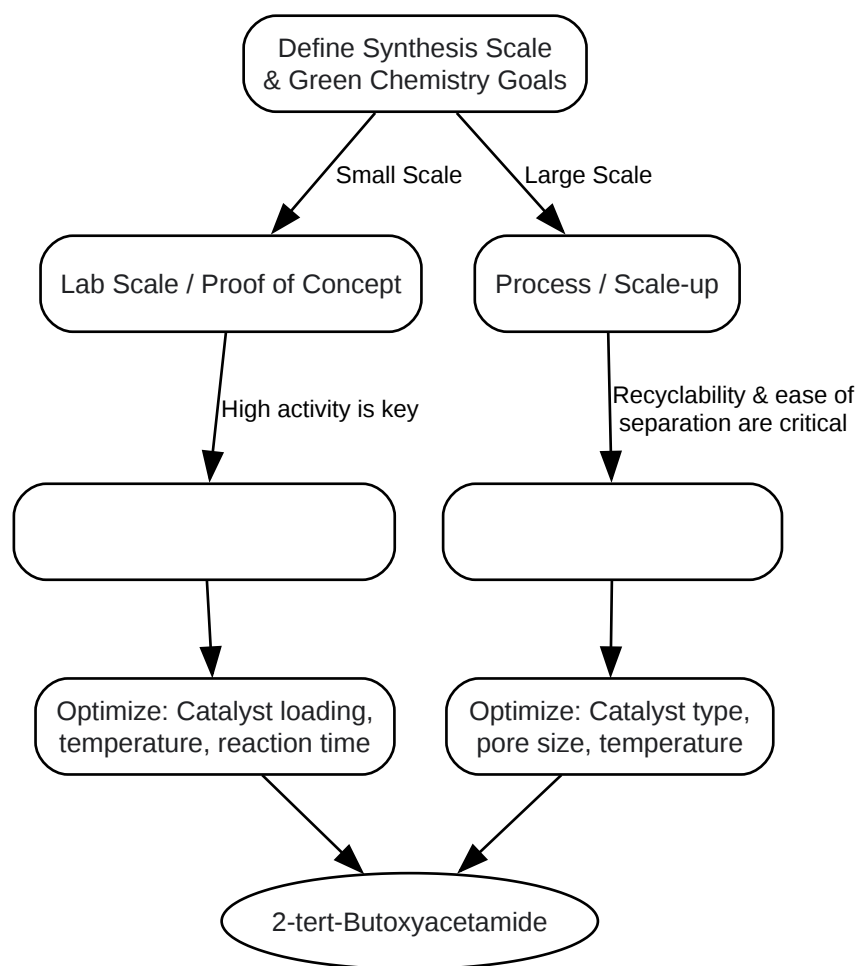 Define Synthesis Scale
& Green Chemistry Goals
Small Scale
Large Scale
Lab Scale / Proof of Concept
Process / Scale-up
High activity is key
Recyclability & ease of
separation are critical
Optimize: Catalyst loading,
temperature, reaction time
Optimize: Catalyst type,
pore size, temperature
2-tert-Butoxyacetamide